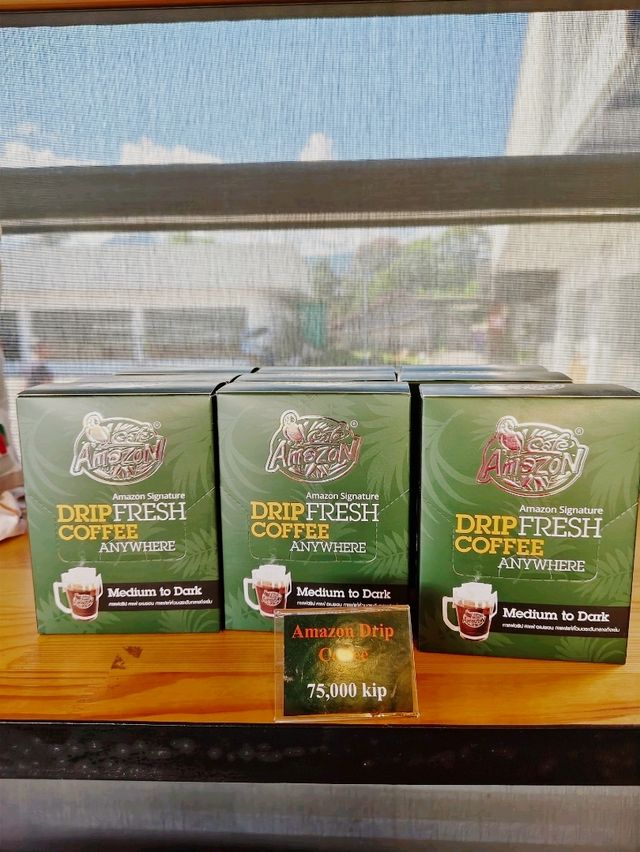 Café
Amazon
Amazon Signature
DRIP FRESH
COFFEE
ANYWHERE
Medium to Dark
Café
Amazon
Amazon Signature
DRIP FRESH
COFFEE
ANYWHERE
Medium to Dark
Café
Amazon
Amazon Signature
DRIP FRESH
COFFEE
ANYWHERE
Medium to Dark
Amazon Drip
75,000 kip